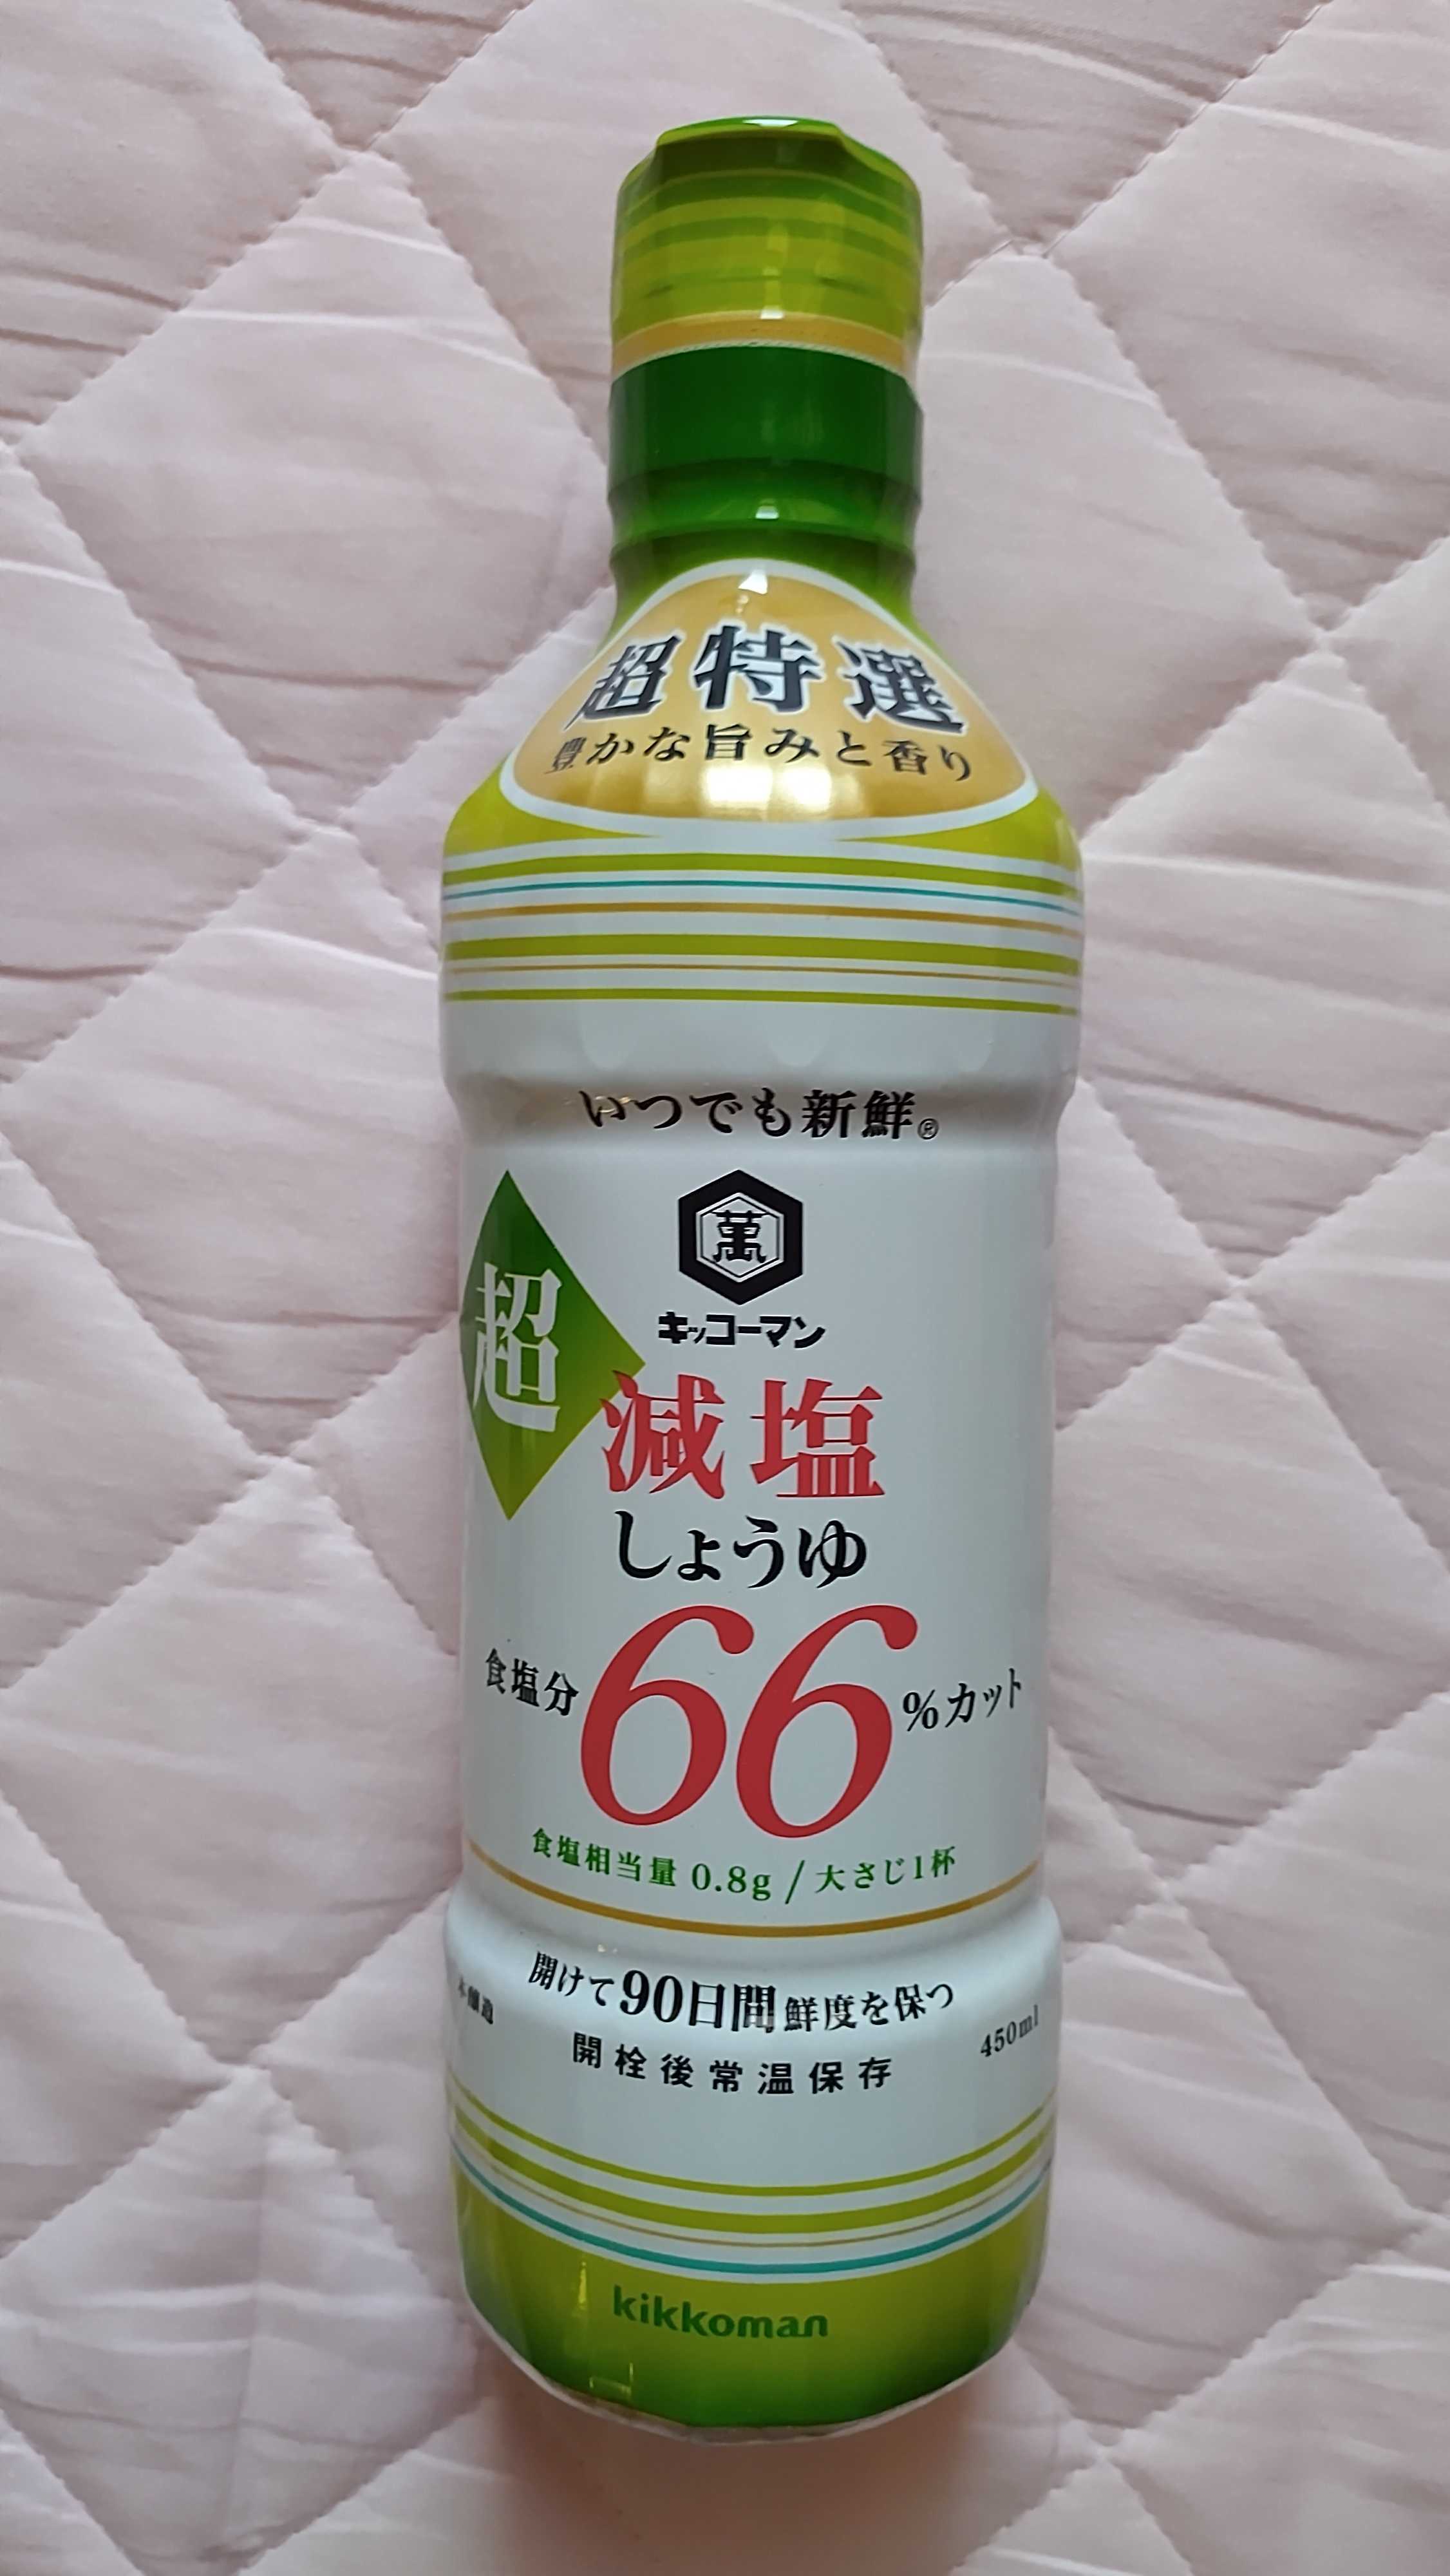 超特選
豊かな旨みと香り
いつでも新鮮®
萬
キッコーマン
超
減塩
しょうゆ
食塩分66%カット
食塩相当量 0.8g / 大さじ1杯
開けて90日間鮮度を保つ
本醸造
450ml
開栓後常温保存
kikkoman